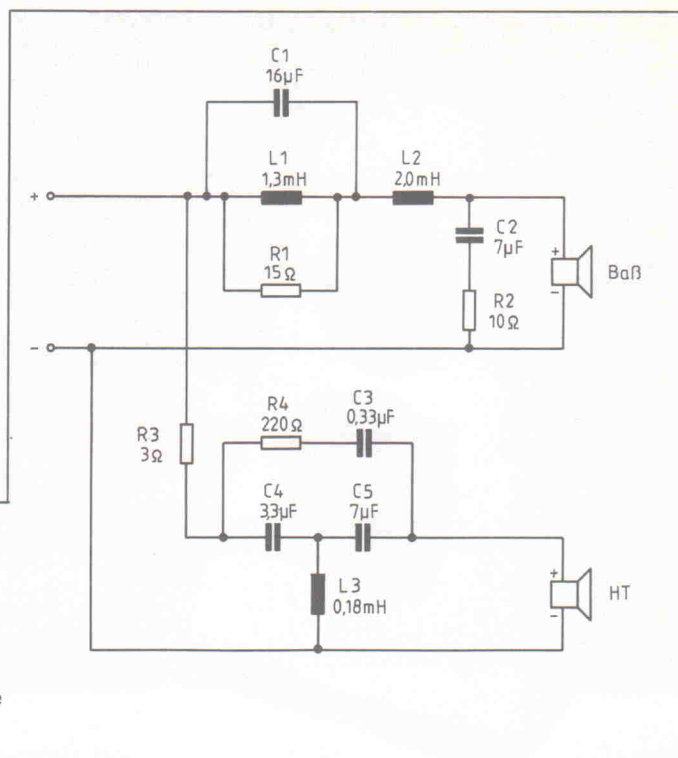 C1
16µF
L1
1,3mH
L2
2,0mH
+
+
C2
7µF
R1
15Ω
Baß
-
R2
10Ω
-
R4
220Ω
C3
0,33µF
R3
3Ω
C4
3,3µF
C5
7µF
+
L3
0,18mH
HT
-
e